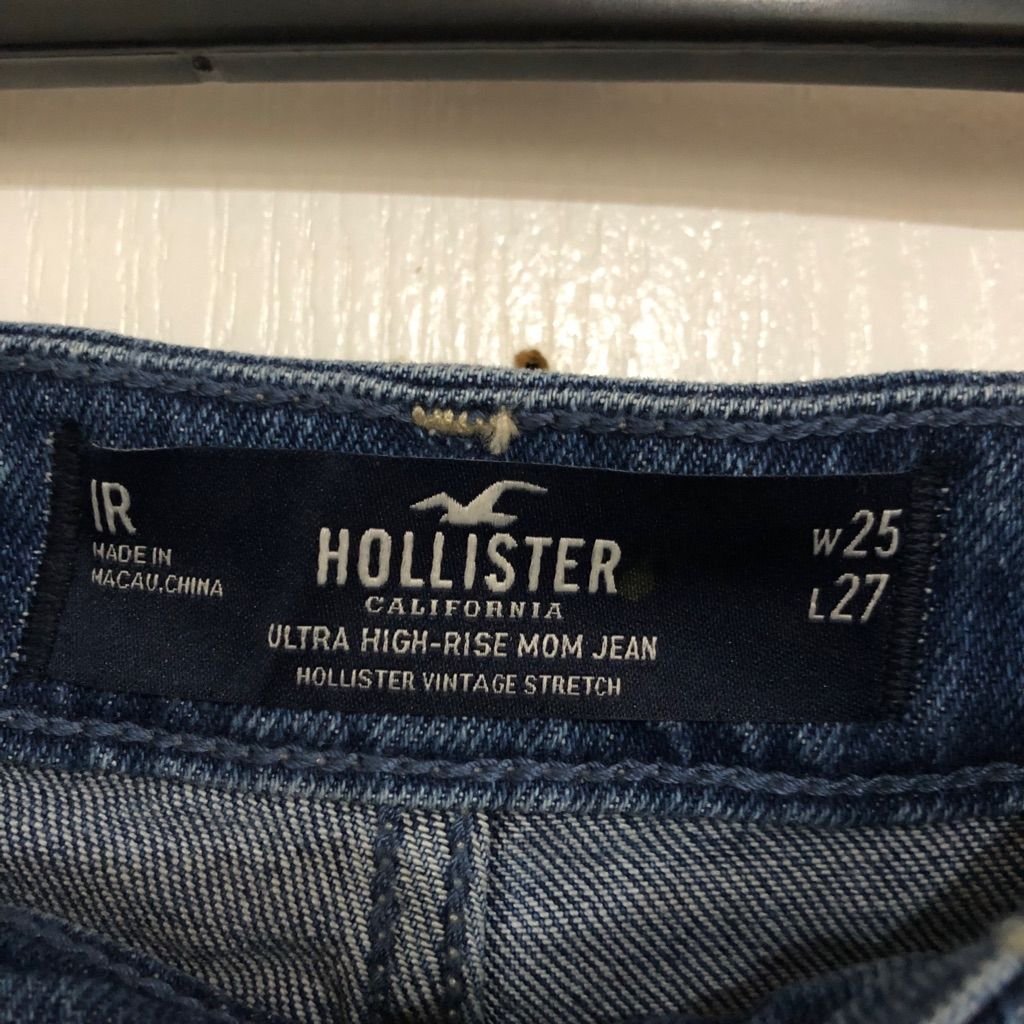 1R
MADE IN
MACAU,CHINA
HOLLISTER
CALIFORNIA
ULTRA HIGH-RISE MOM JEAN
HOLLISTER VINTAGE STRETCH
W25
L27